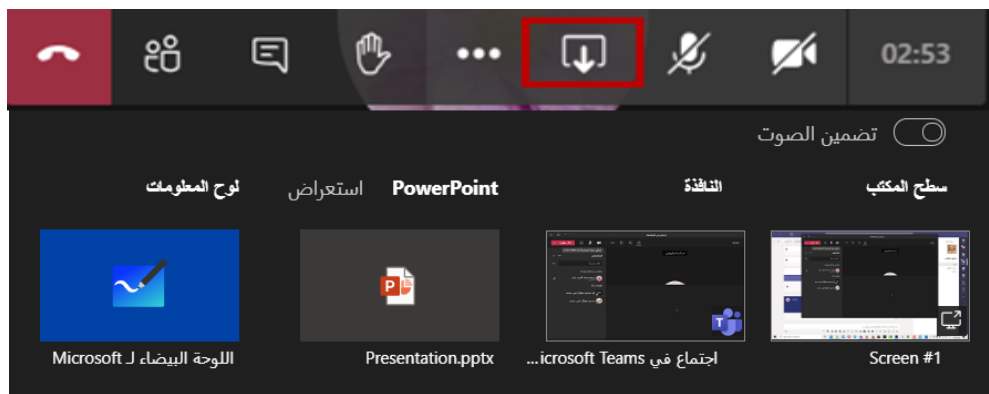 02:53
تضمين الصوت
سطح المكتب
النافذة
PowerPoint استعراض
لوح المعلومات
Screen #1
اجتماع في icrosoft Teams...
Presentation.pptx
اللوحة البيضاء لـ Microsoft